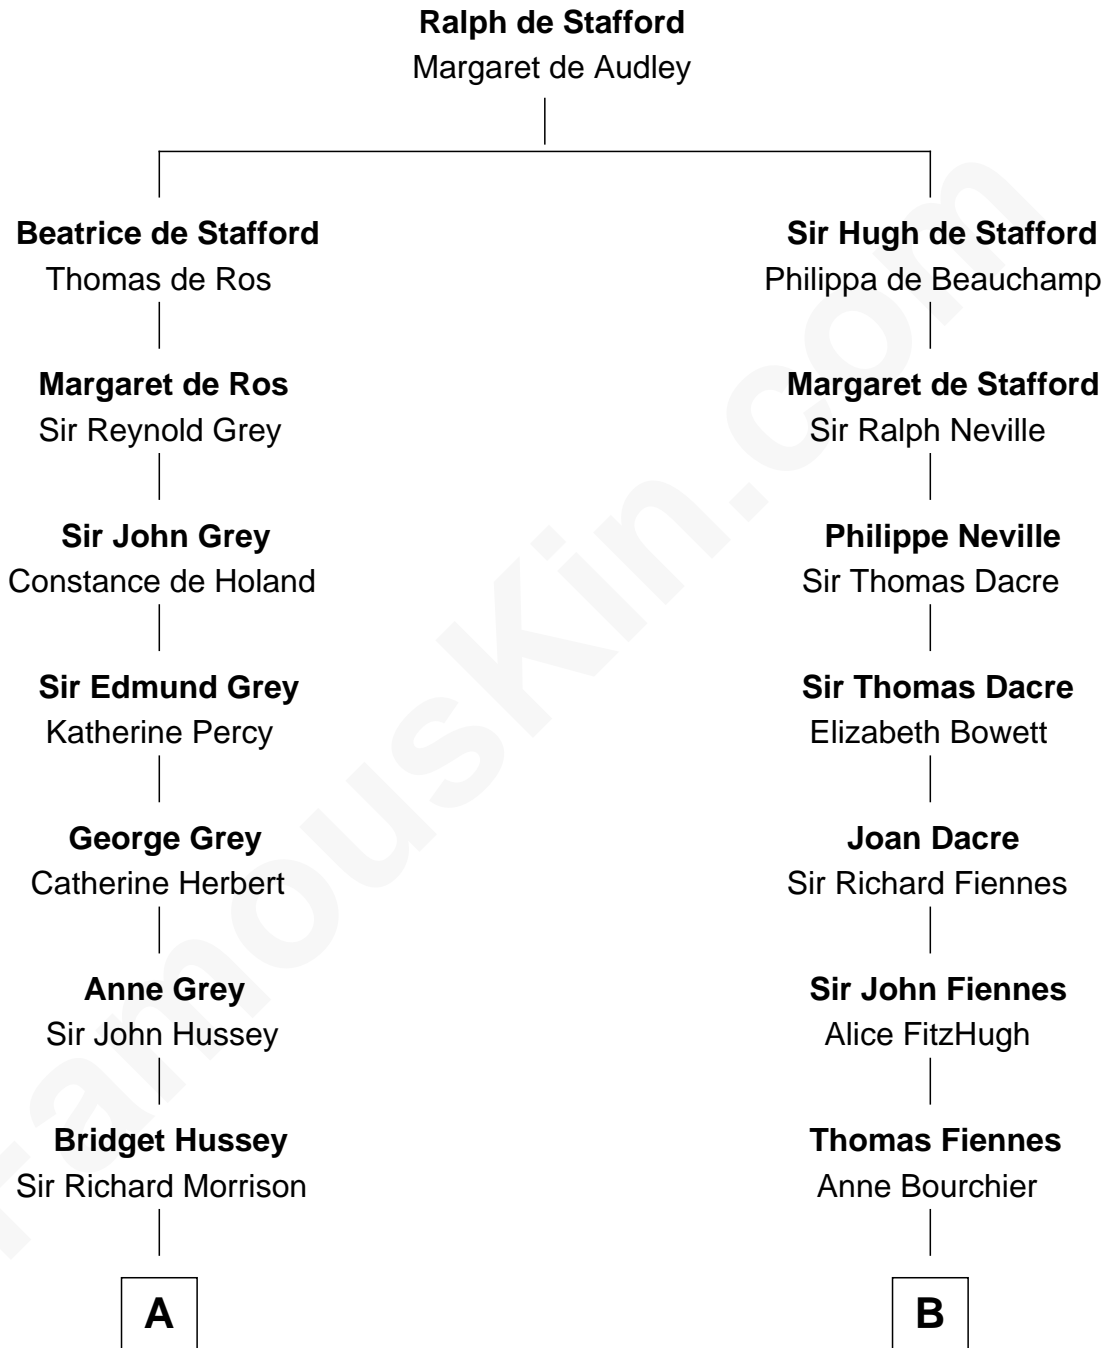 Ralph de Stafford
Margaret de Audley
Beatrice de Stafford
Thomas de Ros
Margaret de Ros
Sir Reynold Grey
Sir John Grey
Constance de Holand
Sir Edmund Grey
Katherine Percy
George Grey
Catherine Herbert
Anne Grey
Sir John Hussey
Bridget Hussey
Sir Richard Morrison
A
Sir Hugh de Stafford
Philippa de Beauchamp
Margaret de Stafford
Sir Ralph Neville
Philippe Neville
Sir Thomas Dacre
Sir Thomas Dacre
Elizabeth Bowett
Joan Dacre
Sir Richard Fiennes
Sir John Fiennes
Alice FitzHugh
Thomas Fiennes
Anne Bourchier
B
FamousKin.com